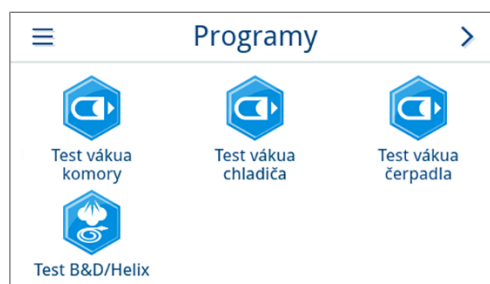 Programy
Test vákua
komory
Test vákua
chladiča
Test vákua
čerpadla
Test B&D/Helix